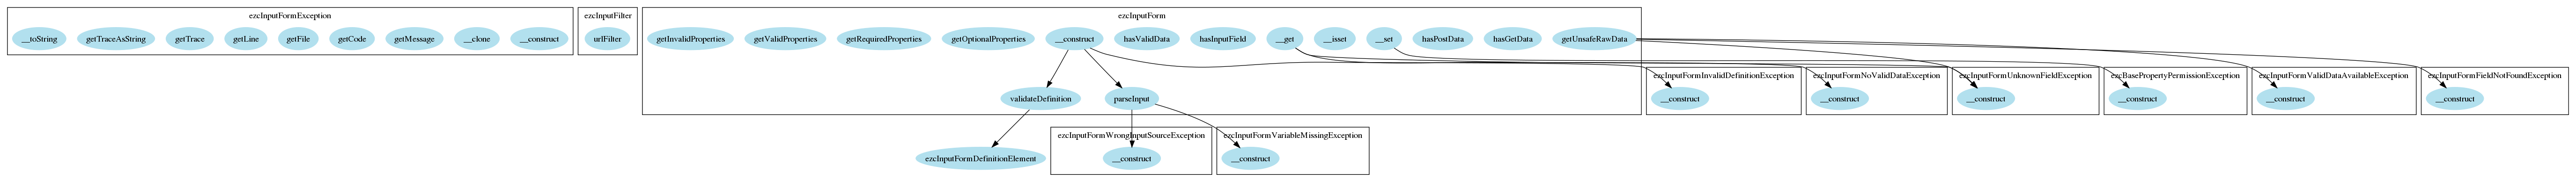 ezcInputFormException
ezcInputFilter
ezcInputForm
__toString
getTraceAsString
getTrace
getLine
getFile
getCode
getMessage
__clone
__construct
urlFilter
getInvalidProperties
getValidProperties
getRequiredProperties
getOptionalProperties
__construct
hasValidData
hasInputField
__get
__isset
__set
hasPostData
hasGetData
getUnsafeRawData
ezcInputFormInvalidDefinitionException
ezcInputFormNoValidDataException
ezcInputFormUnknownFieldException
ezcBasePropertyPermissionException
ezcInputFormValidDataAvailableException
ezcInputFormFieldNotFoundException
validateDefinition
parseInput
__construct
__construct
__construct
__construct
__construct
__construct
ezcInputFormWrongInputSourceException
ezcInputFormVariableMissingException
ezcInputFormDefinitionElement
__construct
__construct